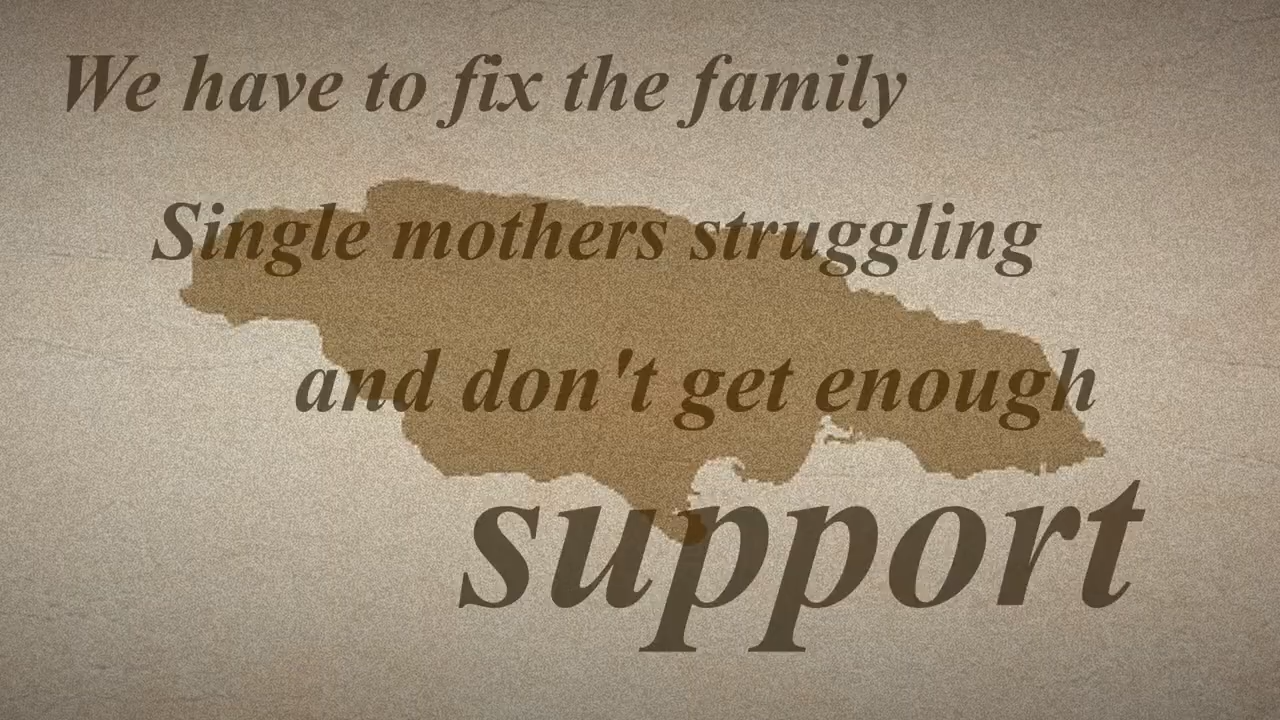 We have to fix the family
Single mothers struggling
and don't get enough
support